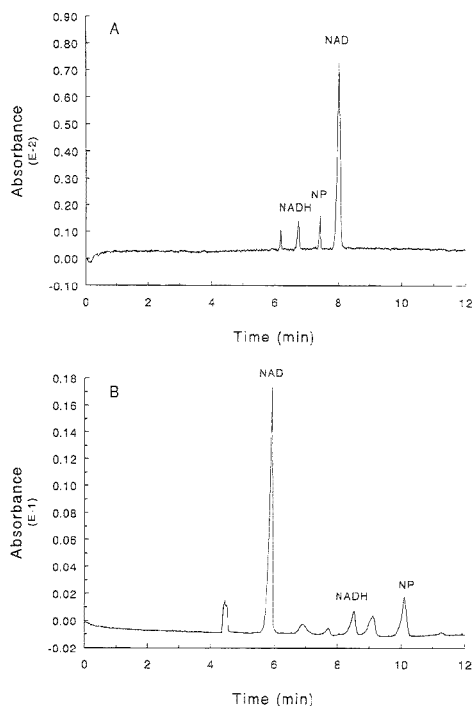 A
0.90
0.80
0.70
0.60
0.50
0.40
0.30
0.20
0.10
0.00
-0.10
Absorbance
(E-2)
NADH
NP
NAD
0 2 4 6 8 10 12
Time (min)
B
0.18
0.16
0.14
0.12
0.10
0.08
0.06
0.04
0.02
0.00
-0.02
Absorbance
(E-1)
NAD
NADH
NP
0 2 4 6 8 10 12
Time (min)